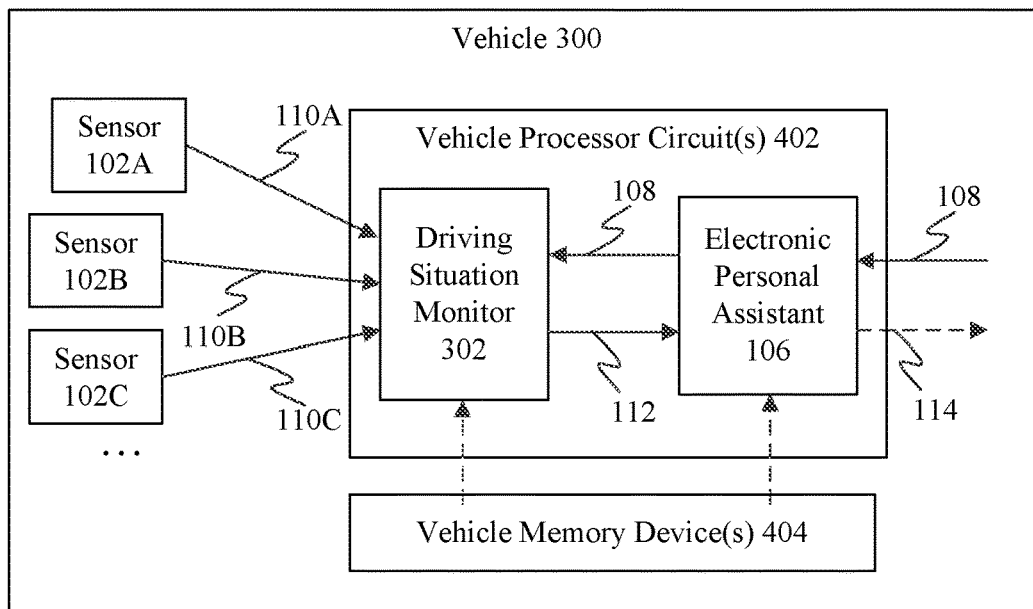 Vehicle 300
Sensor
102A
110A
Vehicle Processor Circuit(s) 402
Sensor
102B
110B
Sensor
102C
110C
...
Driving
Situation
Monitor
302
108
112
Electronic
Personal
Assistant
106
108
114
Vehicle Memory Device(s) 404